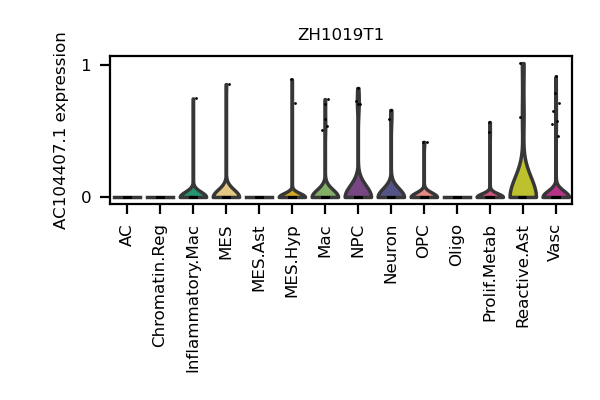 ZH1019T1
AC104407.1 expression
1
0
AC
Chromatin.Reg
Inflammatory.Mac
MES
MES.Ast
MES.Hyp
Mac
NPC
Neuron
OPC
Oligo
Prolif.Metab
Reactive.Ast
Vasc